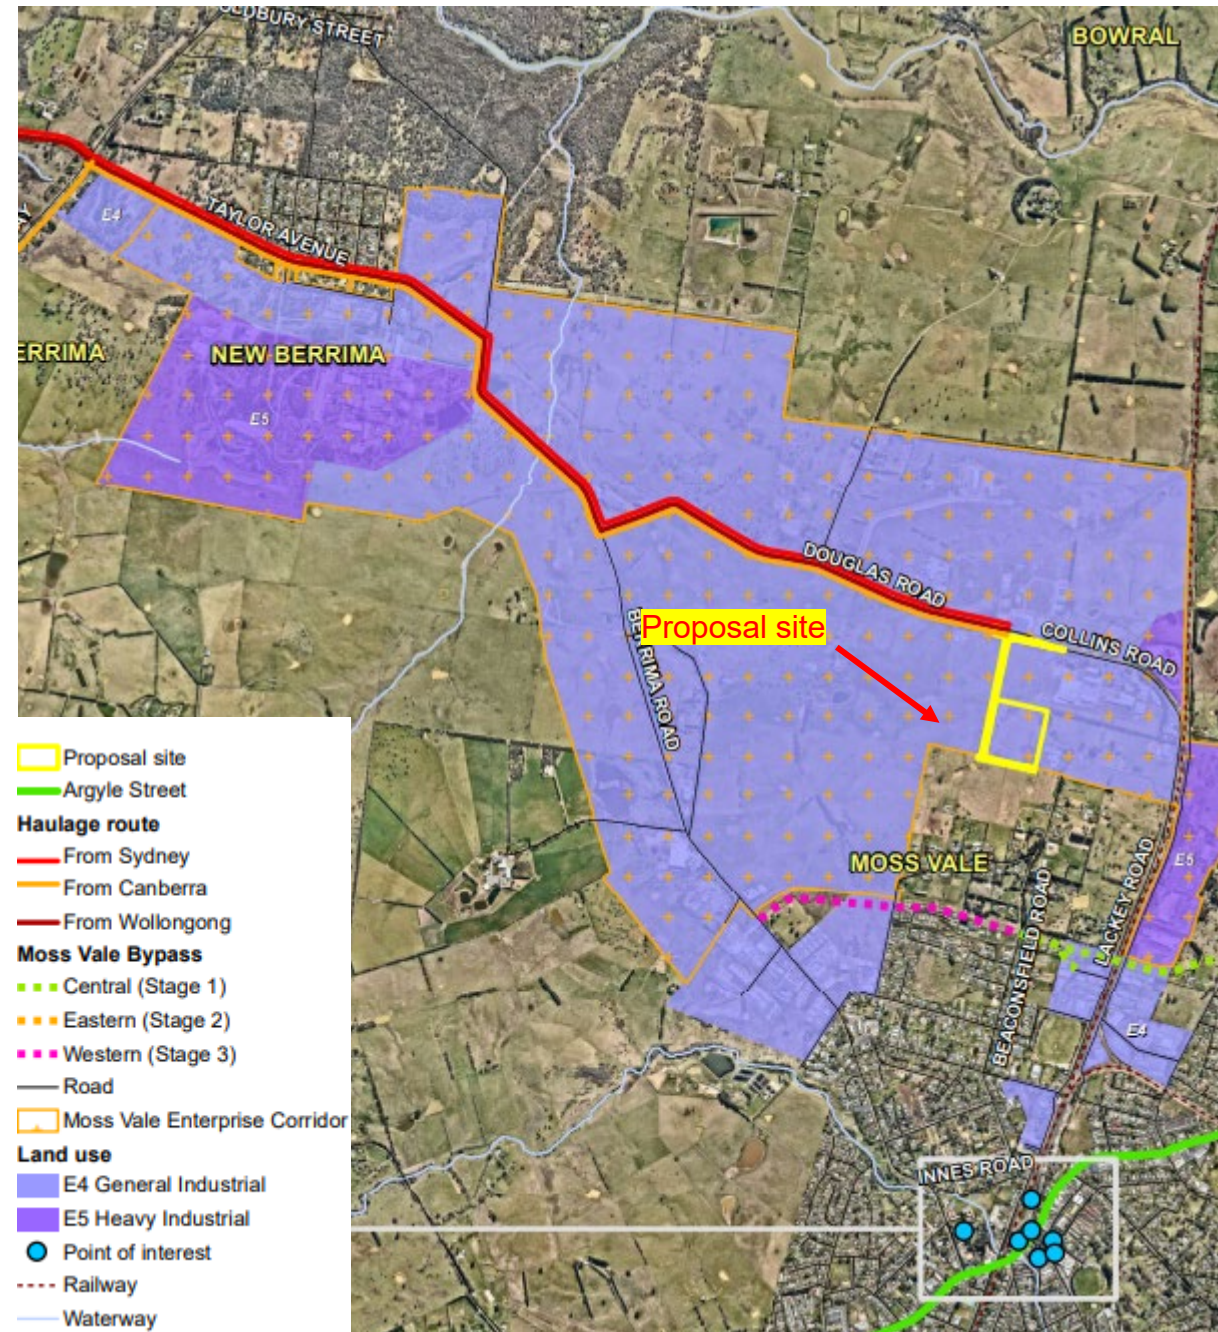 OLDBURY STREET
BOWRAL
E4
TAYLOR AVENUE
ERRIMA
NEW BERRIMA
E5
DOUGLAS ROAD
Proposal site
COLLINS ROAD
BERRIMA ROAD
MOSS VALE
E5
BEACONSFIELD ROAD
LACKEY ROAD
E4
INNES ROAD
Proposal site
Argyle Street
Haulage route
From Sydney
From Canberra
From Wollongong
Moss Vale Bypass
Central (Stage 1)
Eastern (Stage 2)
Western (Stage 3)
Road
Moss Vale Enterprise Corridor
Land use
E4 General Industrial
E5 Heavy Industrial
Point of interest
Railway
Waterway